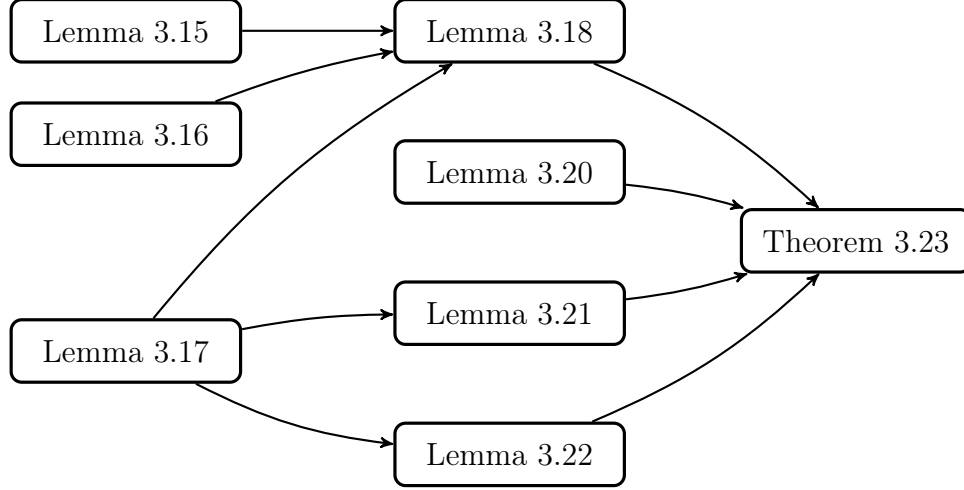 Lemma 3.15
Lemma 3.18
Lemma 3.16
Lemma 3.20
Theorem 3.23
Lemma 3.21
Lemma 3.17
Lemma 3.22